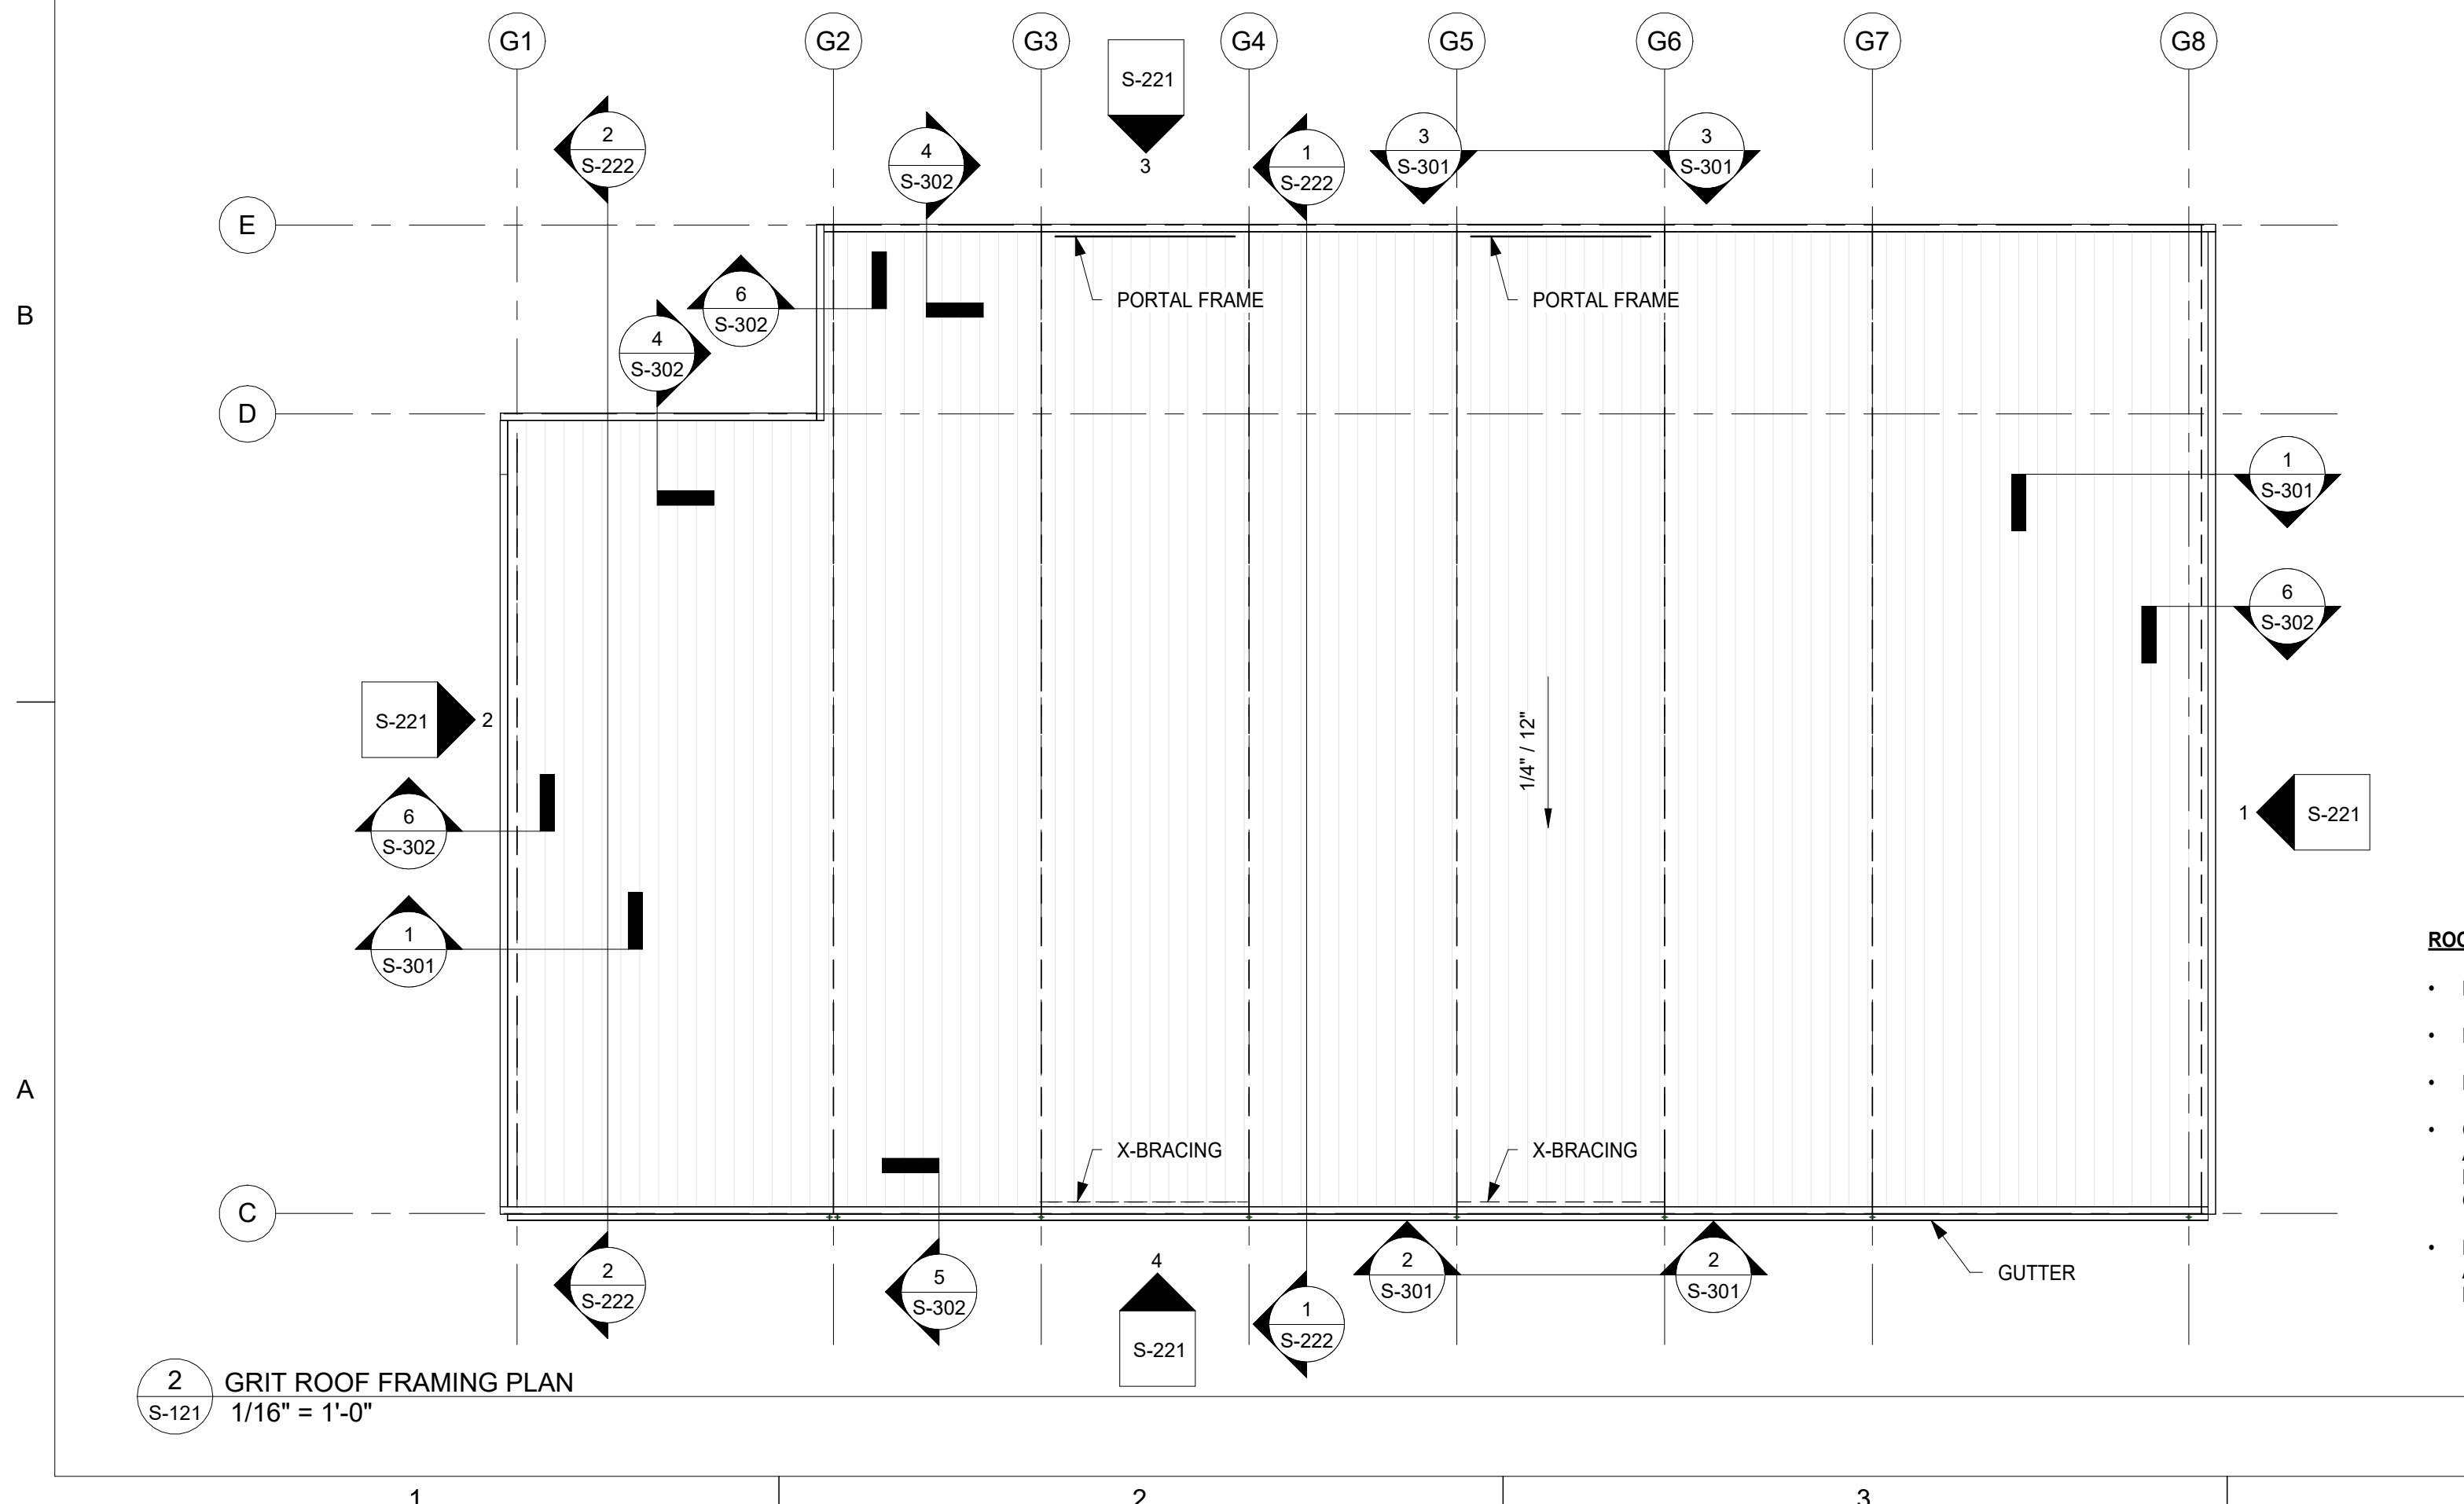 G1
G2
G3
G4
G5
G6
G7
G8
S-221
3
2
S-222
4
S-302
1
S-222
3
S-301
3
S-301
E
B
6
S-302
PORTAL FRAME
PORTAL FRAME
4
S-302
D
1
S-301
6
S-302
S-221
2
1/4" / 12"
1
S-221
6
S-302
1
S-301
A
X-BRACING
X-BRACING
C
2
S-222
5
S-302
4
S-221
1
S-222
2
S-301
2
S-301
GUTTER
2
S-121
GRIT ROOF FRAMING PLAN
1/16" = 1'-0"
1
2
3